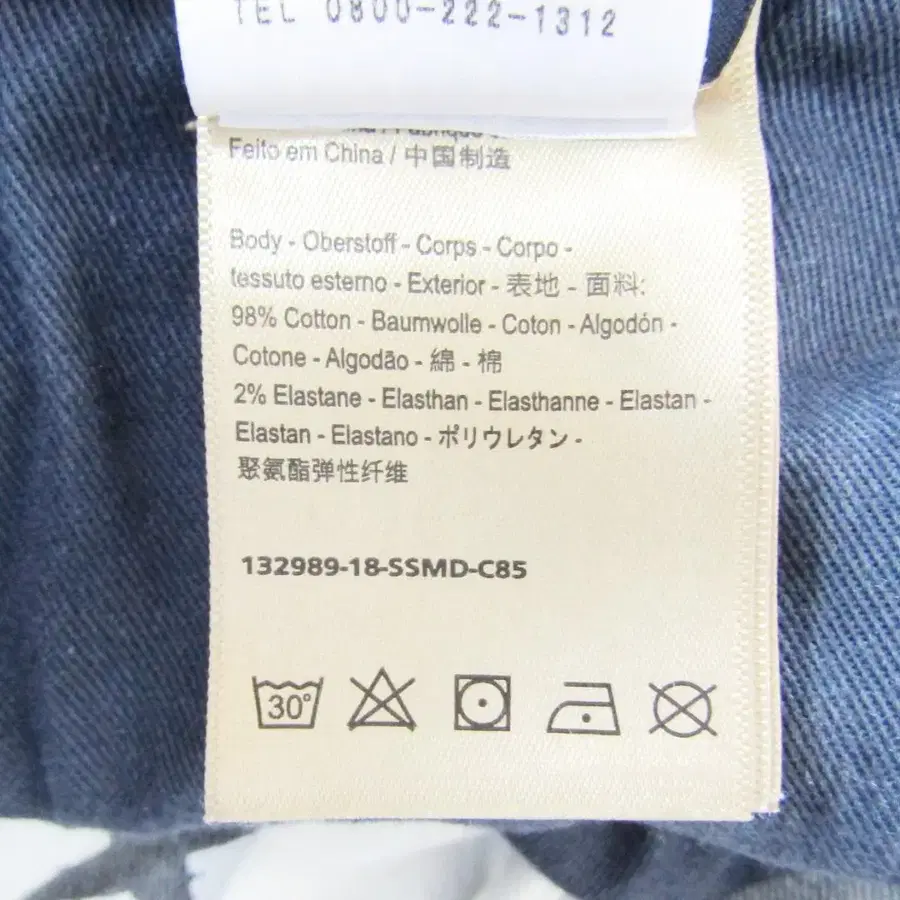 TEL 0800-222-1312
Feito em China / 中国制造
Body - Oberstoff - Corps - Corpo -
tessuto esterno - Exterior - 表地 - 面料:
98% Cotton - Baumwolle - Coton - Algodón -
Cotone - Algodão - 綿 - 棉
2% Elastane - Elasthan - Elasthanne - Elastan -
Elastan - Elastano - ポリウレタン -
聚氨酯弹性纤维
132989-18-SSMD-C85
30°